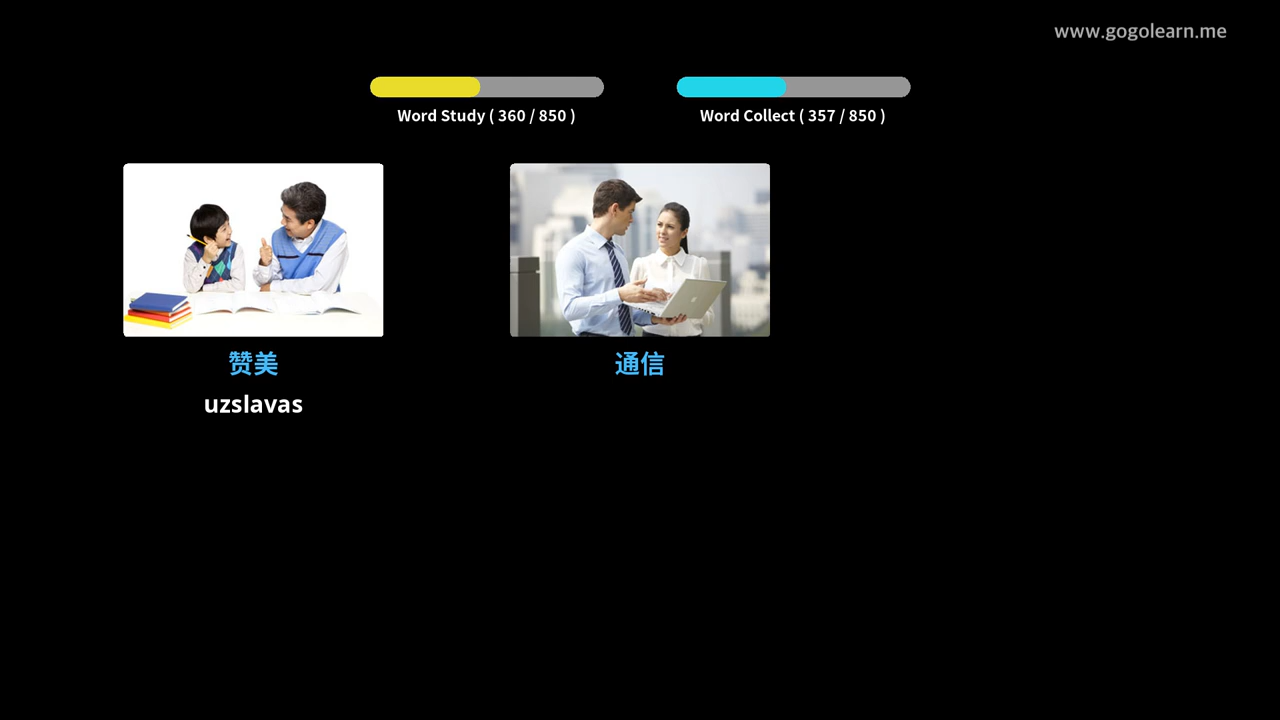 www.gogolearn.me
Word Study ( 360 / 850 )
Word Collect ( 357 / 850 )
赞美
通信
uzslavas